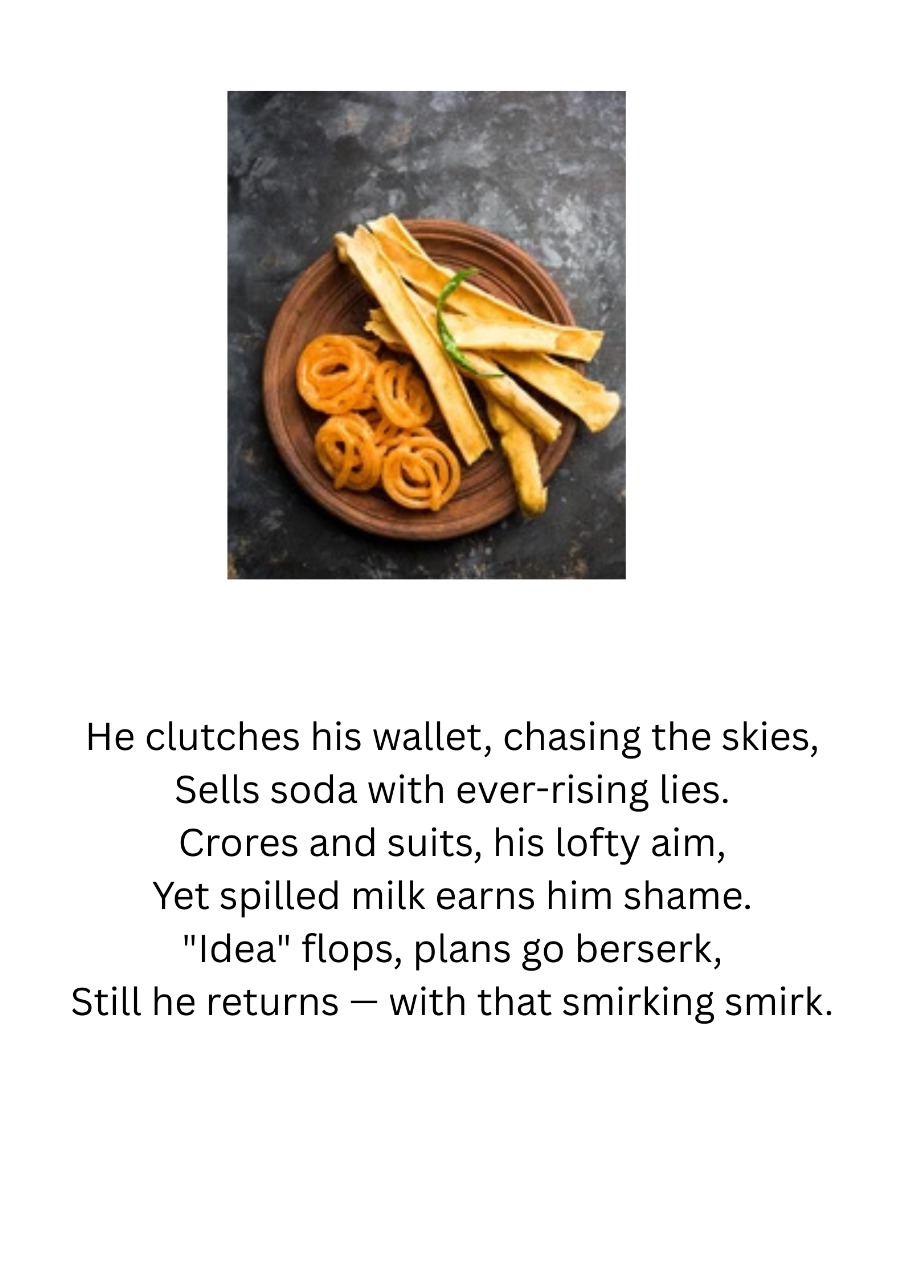 He clutches his wallet, chasing the skies,
Sells soda with ever-rising lies.
Crores and suits, his lofty aim,
Yet spilled milk earns him shame.
"Idea" flops, plans go berserk,
Still he returns — with that smirking smirk.